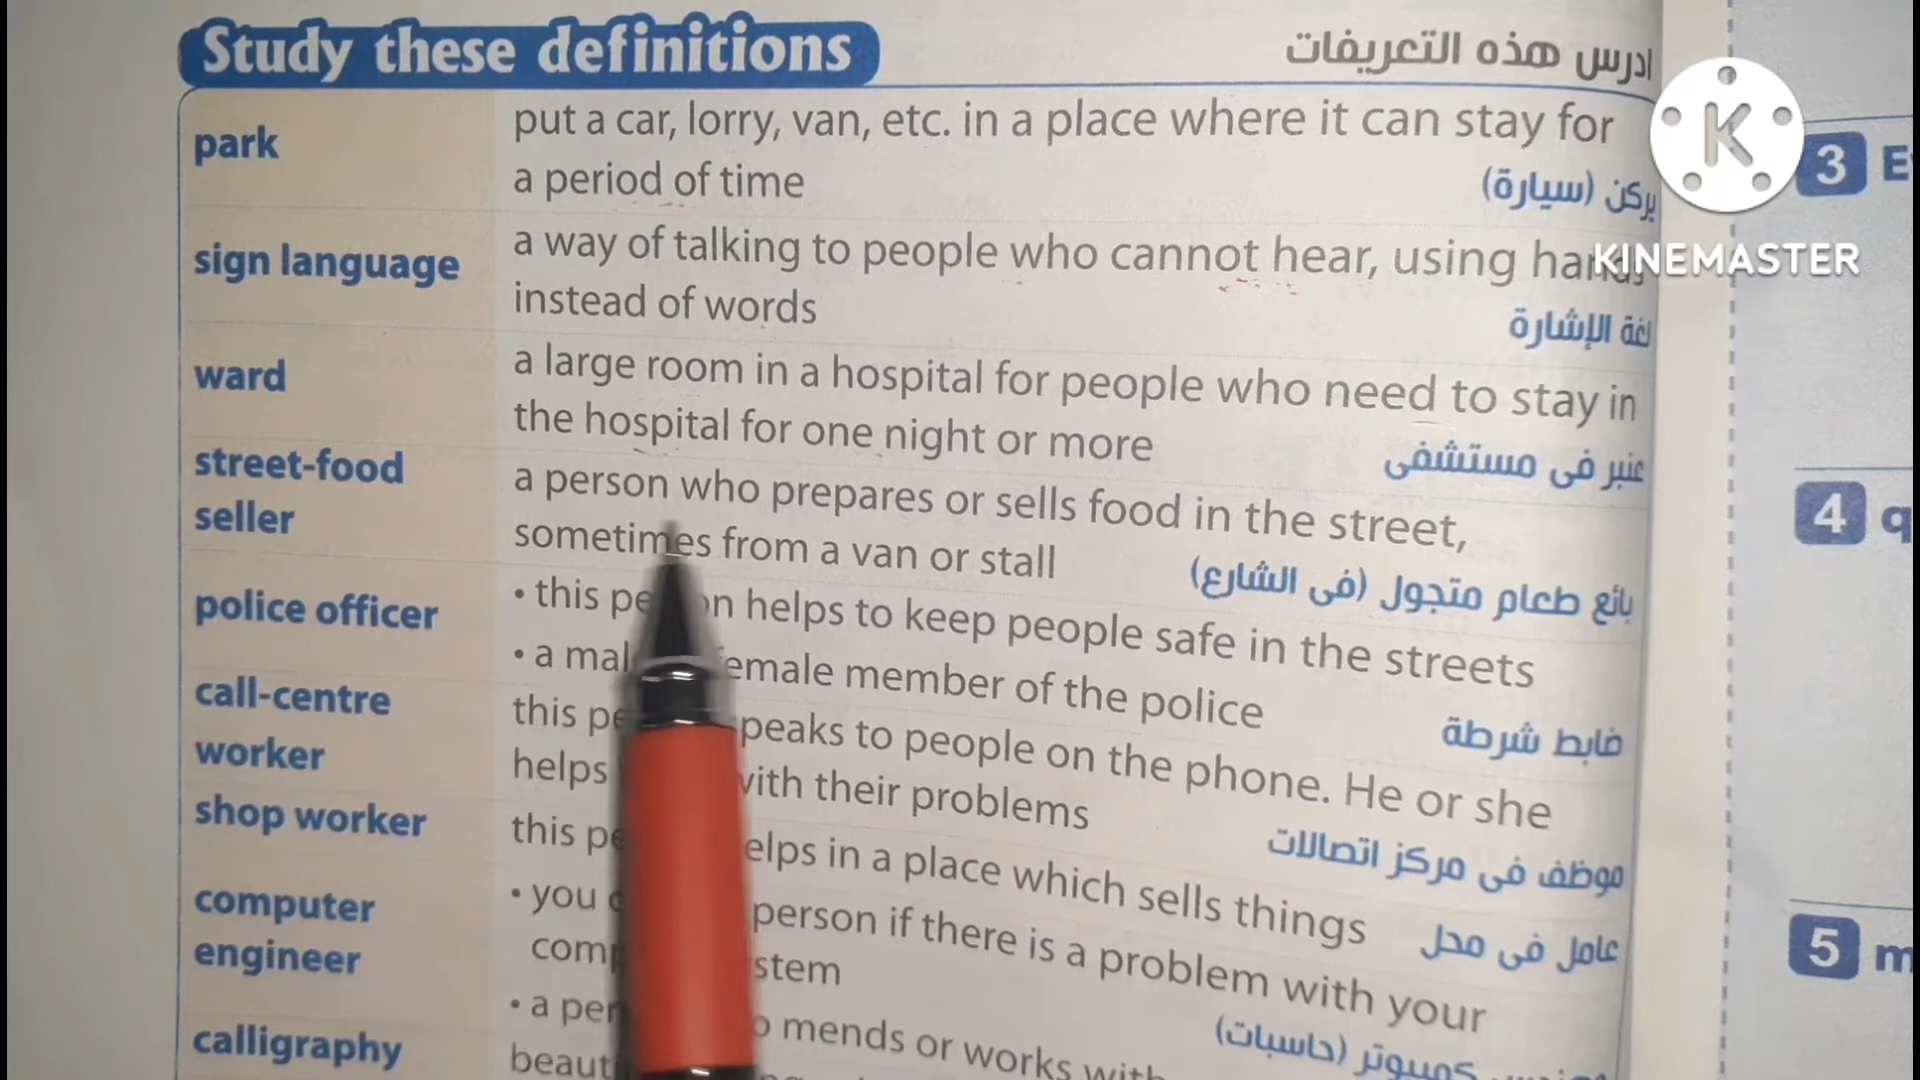 Study these definitions
ادرس هذه التعريفات
park
put a car, lorry, van, etc. in a place where it can stay for
a period of time
يركن (سيارة)
sign language
a way of talking to people who cannot hear, using
instead of words
لغة الإشارة
ward
a large room in a hospital for people who need to stay in
the hospital for one night or more
عنبر فى مستشفى
street-food
seller
a person who prepares or sells food in the street,
sometimes from a van or stall
بائع طعام متجول (فى الشارع)
police officer
• this person helps to keep people safe in the streets
• a male female member of the police
ضابط شرطة
call-centre
worker
this speaks to people on the phone. He or she
helps with their problems
موظف فى مركز اتصالات
shop worker
this helps in a place which sells things
عامل فى محل
computer
engineer
• you person if there is a problem with your
system
• a mends or works
كمبيوتر (حاسبات)
calligraphy
K
KINEMASTER
3
4
5